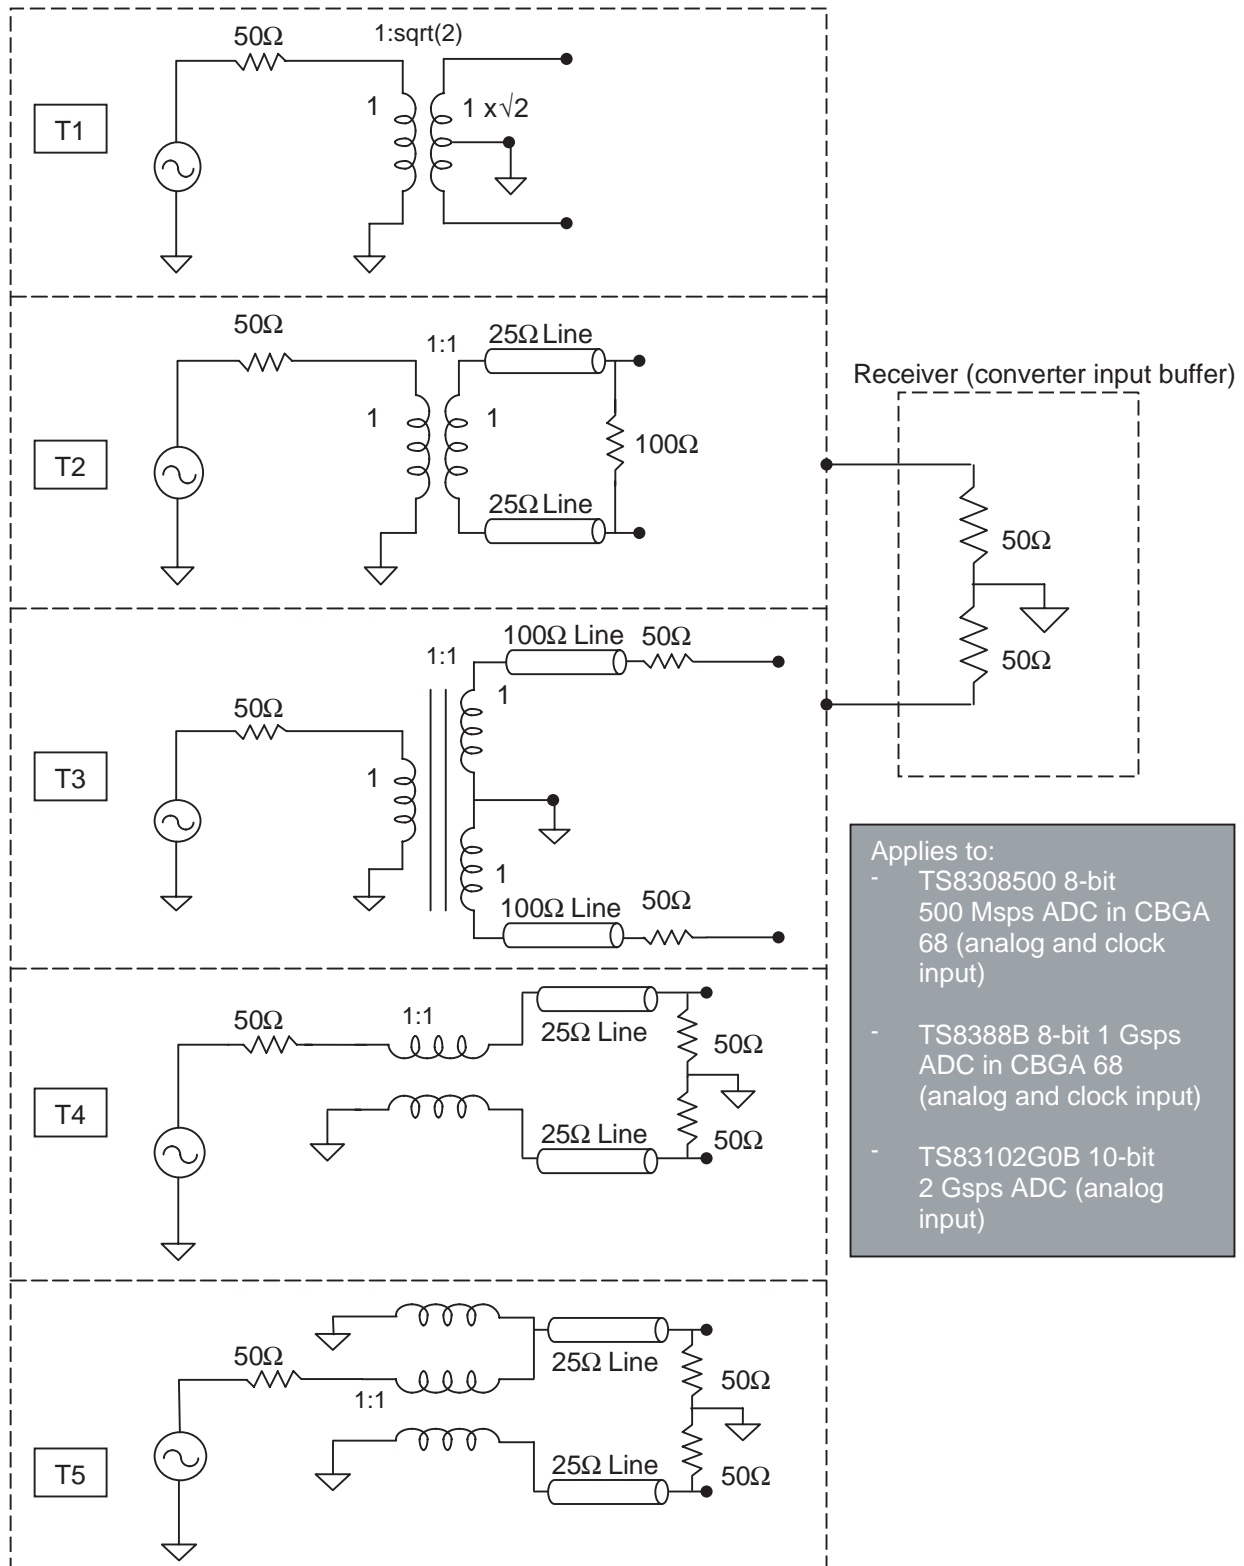 50Ω
1:sqrt(2)
T1
1
1 x√2
50Ω
1:1
25Ω Line
T2
1
1
100Ω
25Ω Line
Receiver (converter input buffer)
50Ω
50Ω
T3
50Ω
1:1
100Ω Line
50Ω
1
1
1
100Ω Line
50Ω
T4
50Ω
1:1
25Ω Line
50Ω
25Ω Line
50Ω
Applies to:
- TS8308500 8-bit
500 Msps ADC in CBGA
68 (analog and clock
input)
- TS8388B 8-bit 1 Gsps
ADC in CBGA 68
(analog and clock input)
- TS83102G0B 10-bit
2 Gsps ADC (analog
input)
T5
50Ω
1:1
25Ω Line
50Ω
25Ω Line
50Ω